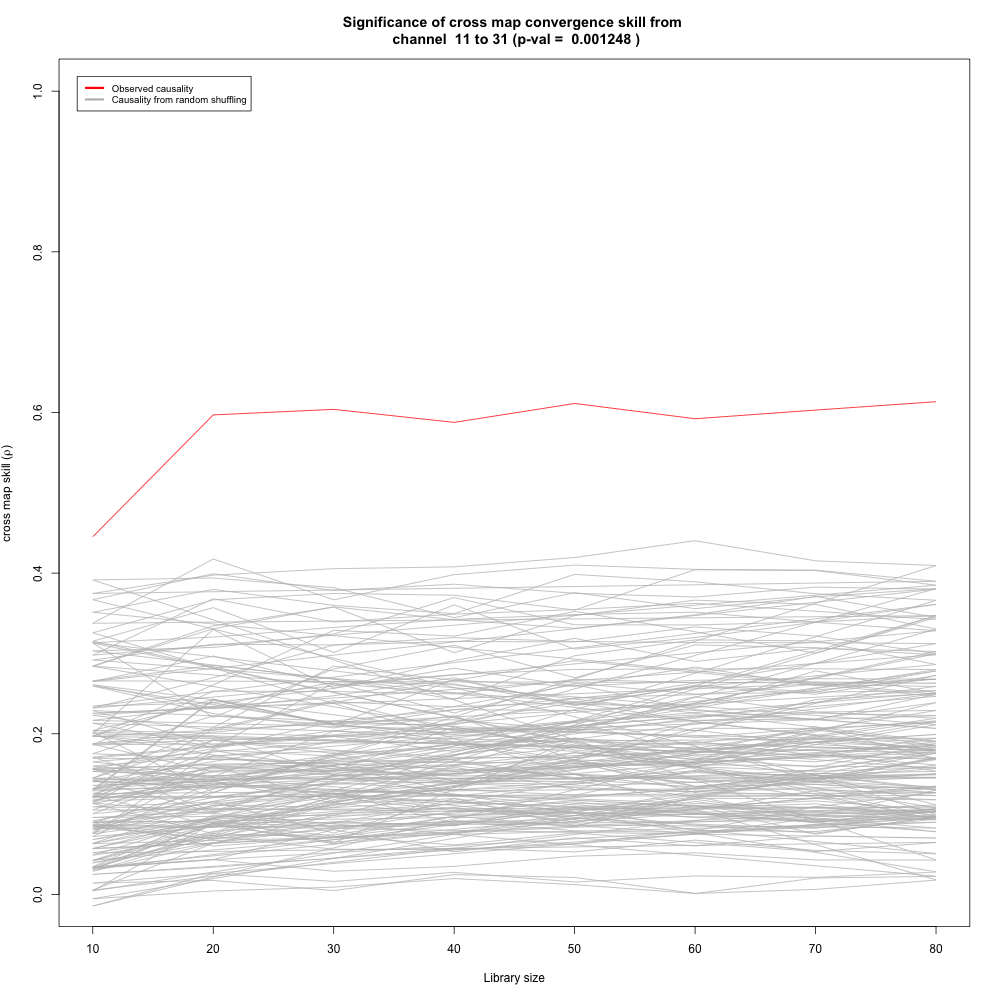 Significance of cross map convergence skill from
channel  11 to 31 (p-val =  0.001248 )
Observed causality
Causality from random shuffling
1.0
0.8
0.6
0.4
0.2
0.0
cross map skill (ρ)
10 20 30 40 50 60 70 80
Library size